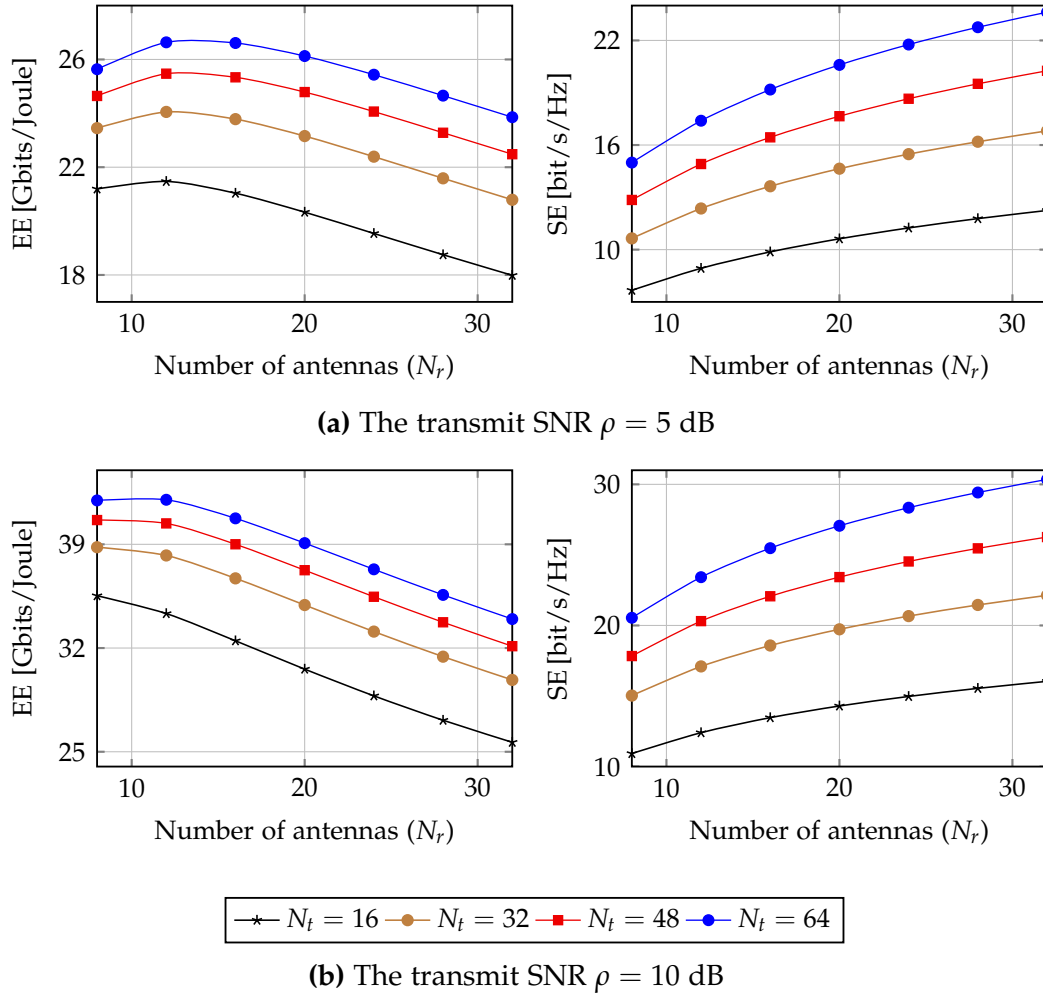 26
22
18
EE [Gbits/Joule]
10 20 30
Number of antennas (N_r)
22
16
10
SE [bit/s/Hz]
10 20 30
Number of antennas (N_r)
(a) The transmit SNR ρ = 5 dB
39
32
25
EE [Gbits/Joule]
10 20 30
Number of antennas (N_r)
30
20
10
SE [bit/s/Hz]
10 20 30
Number of antennas (N_r)
N_t = 16 N_t = 32 N_t = 48 N_t = 64
(b) The transmit SNR ρ = 10 dB